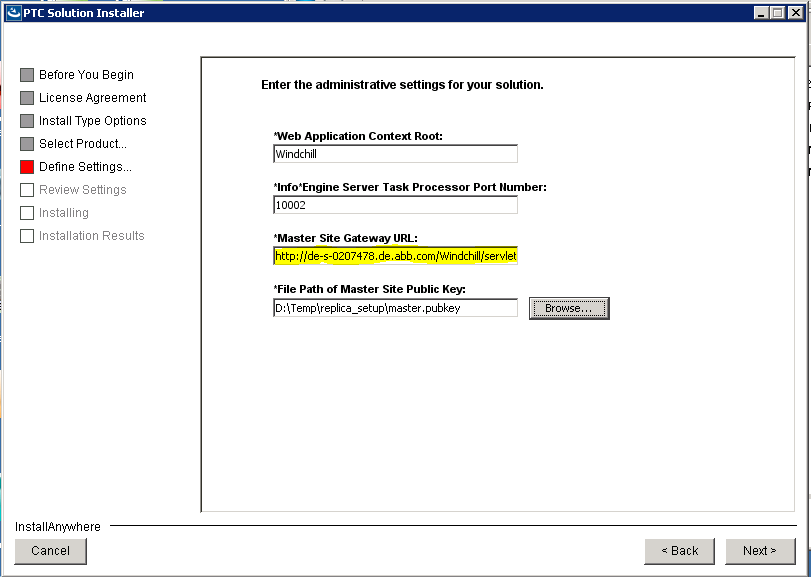 PTC Solution Installer
Before You Begin
License Agreement
Install Type Options
Select Product...
Define Settings...
Review Settings
Installing
Installation Results
Enter the administrative settings for your solution.
*Web Application Context Root:
Windchill
*Info*Engine Server Task Processor Port Number:
10002
*Master Site Gateway URL:
http://de-s-0207478.de.abb.com/Windchill/servlet
*File Path of Master Site Public Key:
D:\Temp\replica_setup\master.pubkey
Browse...
InstallAnywhere
Cancel
< Back
Next >